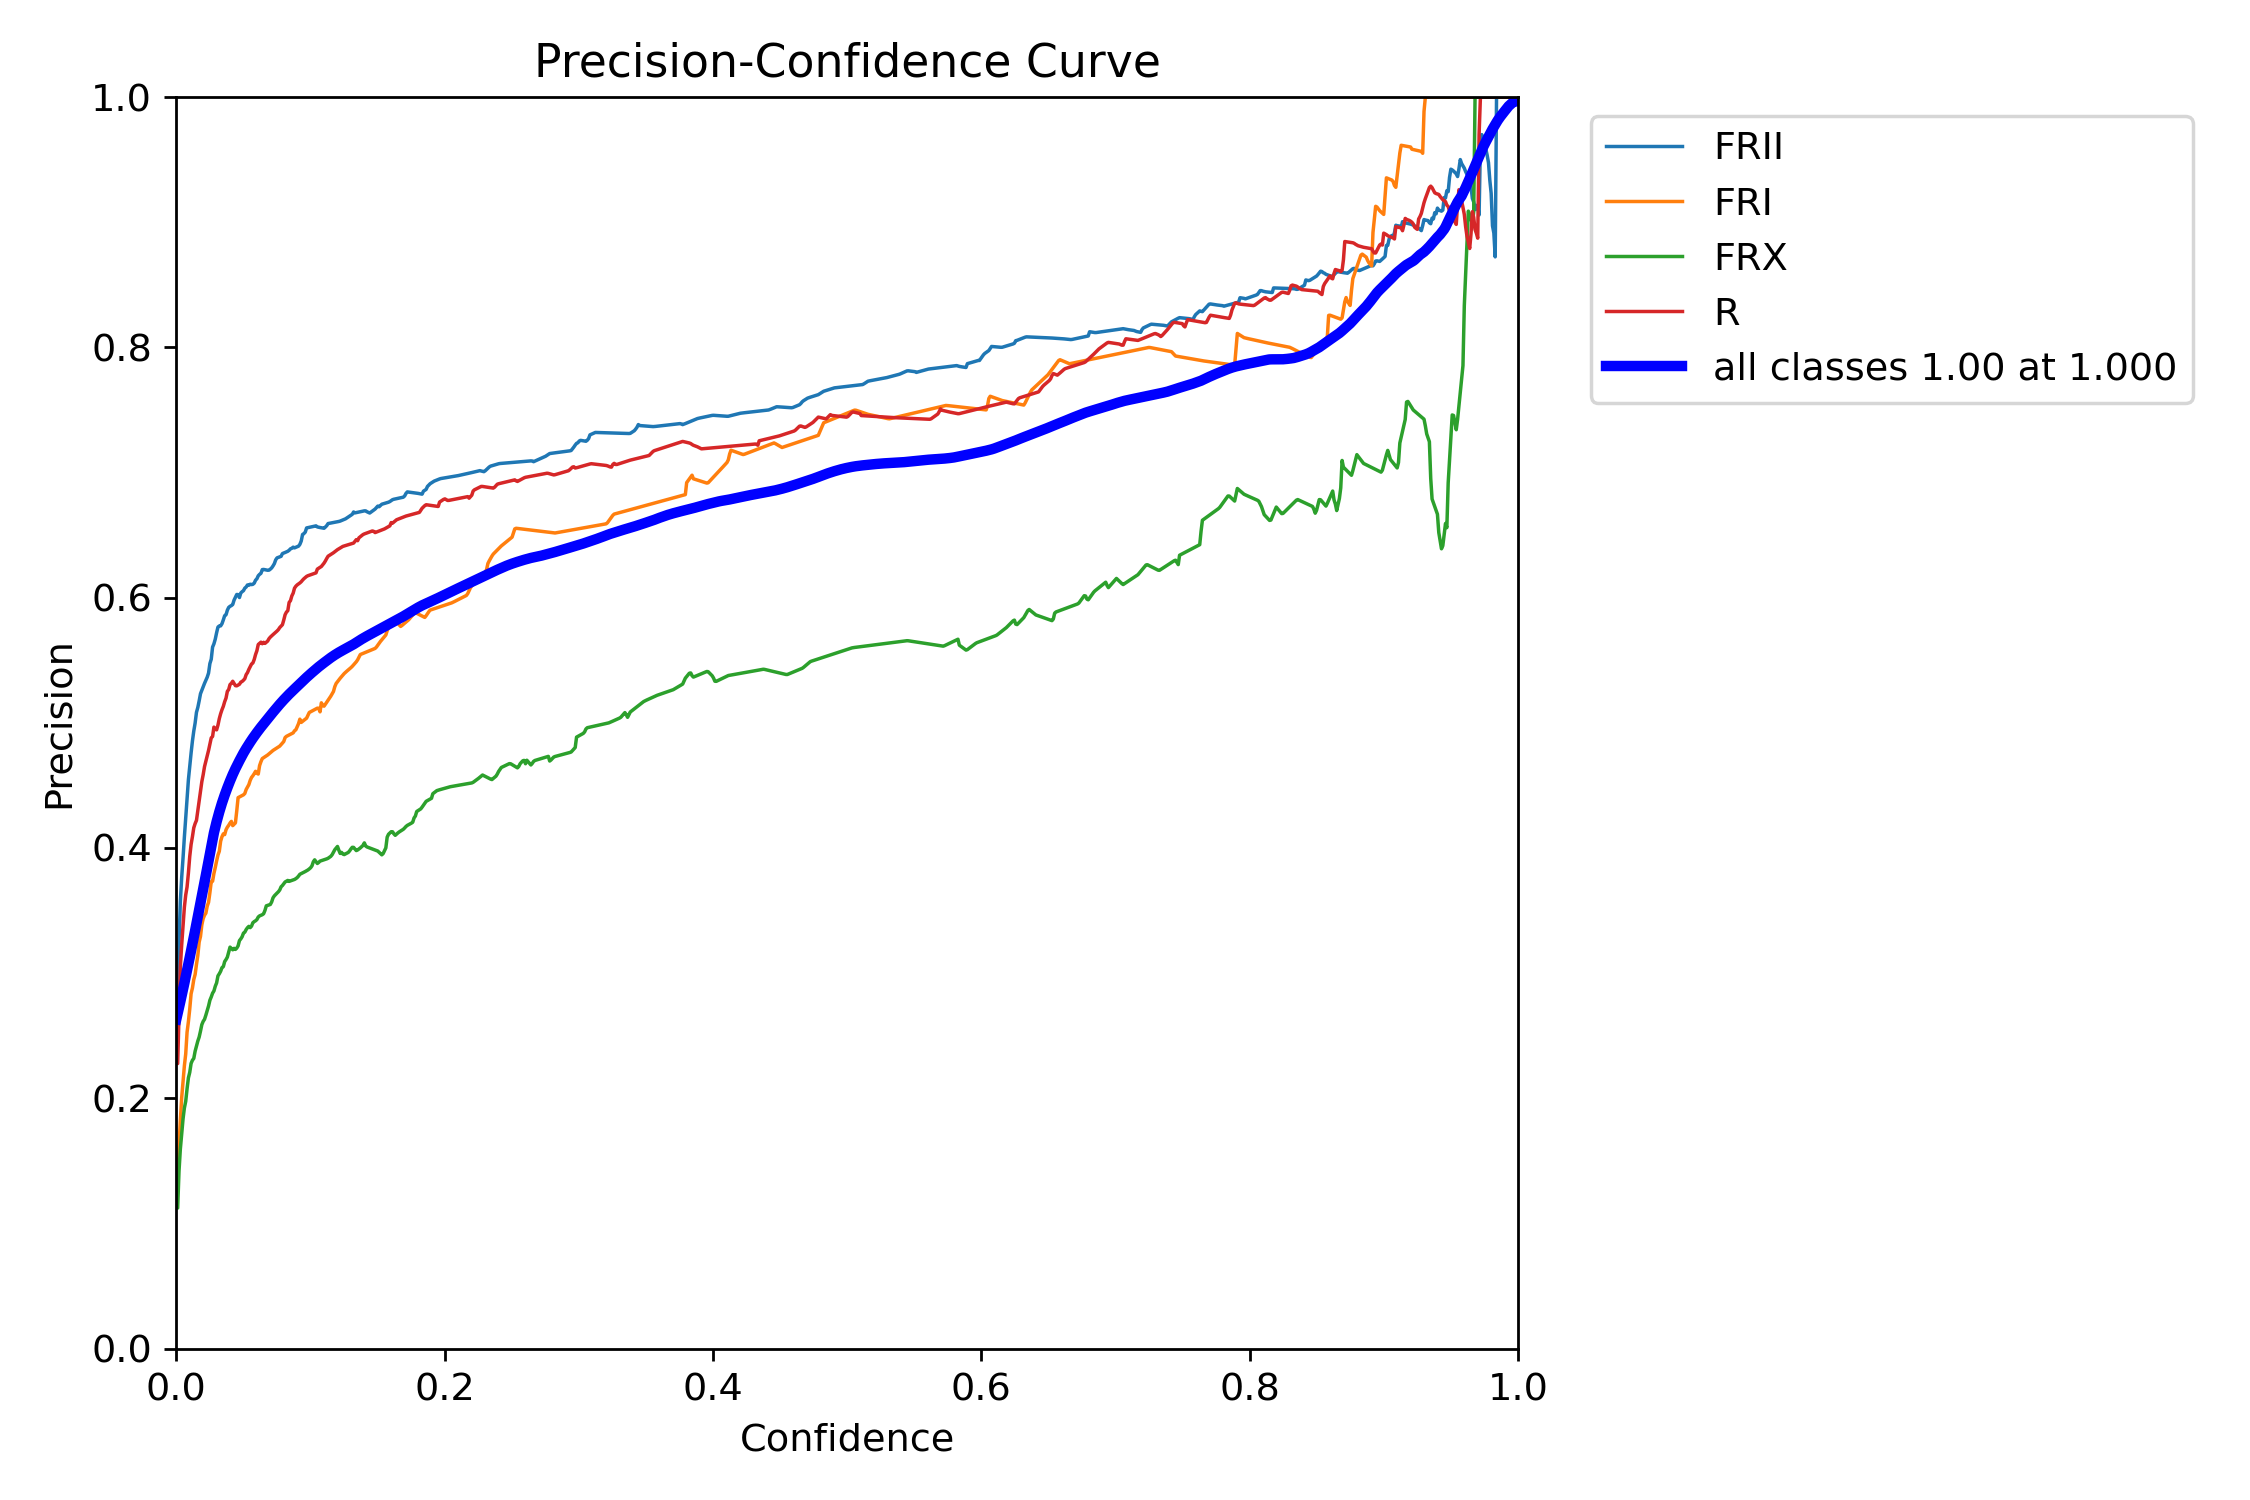 Precision-Confidence Curve
1.0
0.8
0.6
0.4
0.2
0.0
Precision
0.0 0.2 0.4 0.6 0.8 1.0
Confidence
FRII
FRI
FRX
R
all classes 1.00 at 1.000